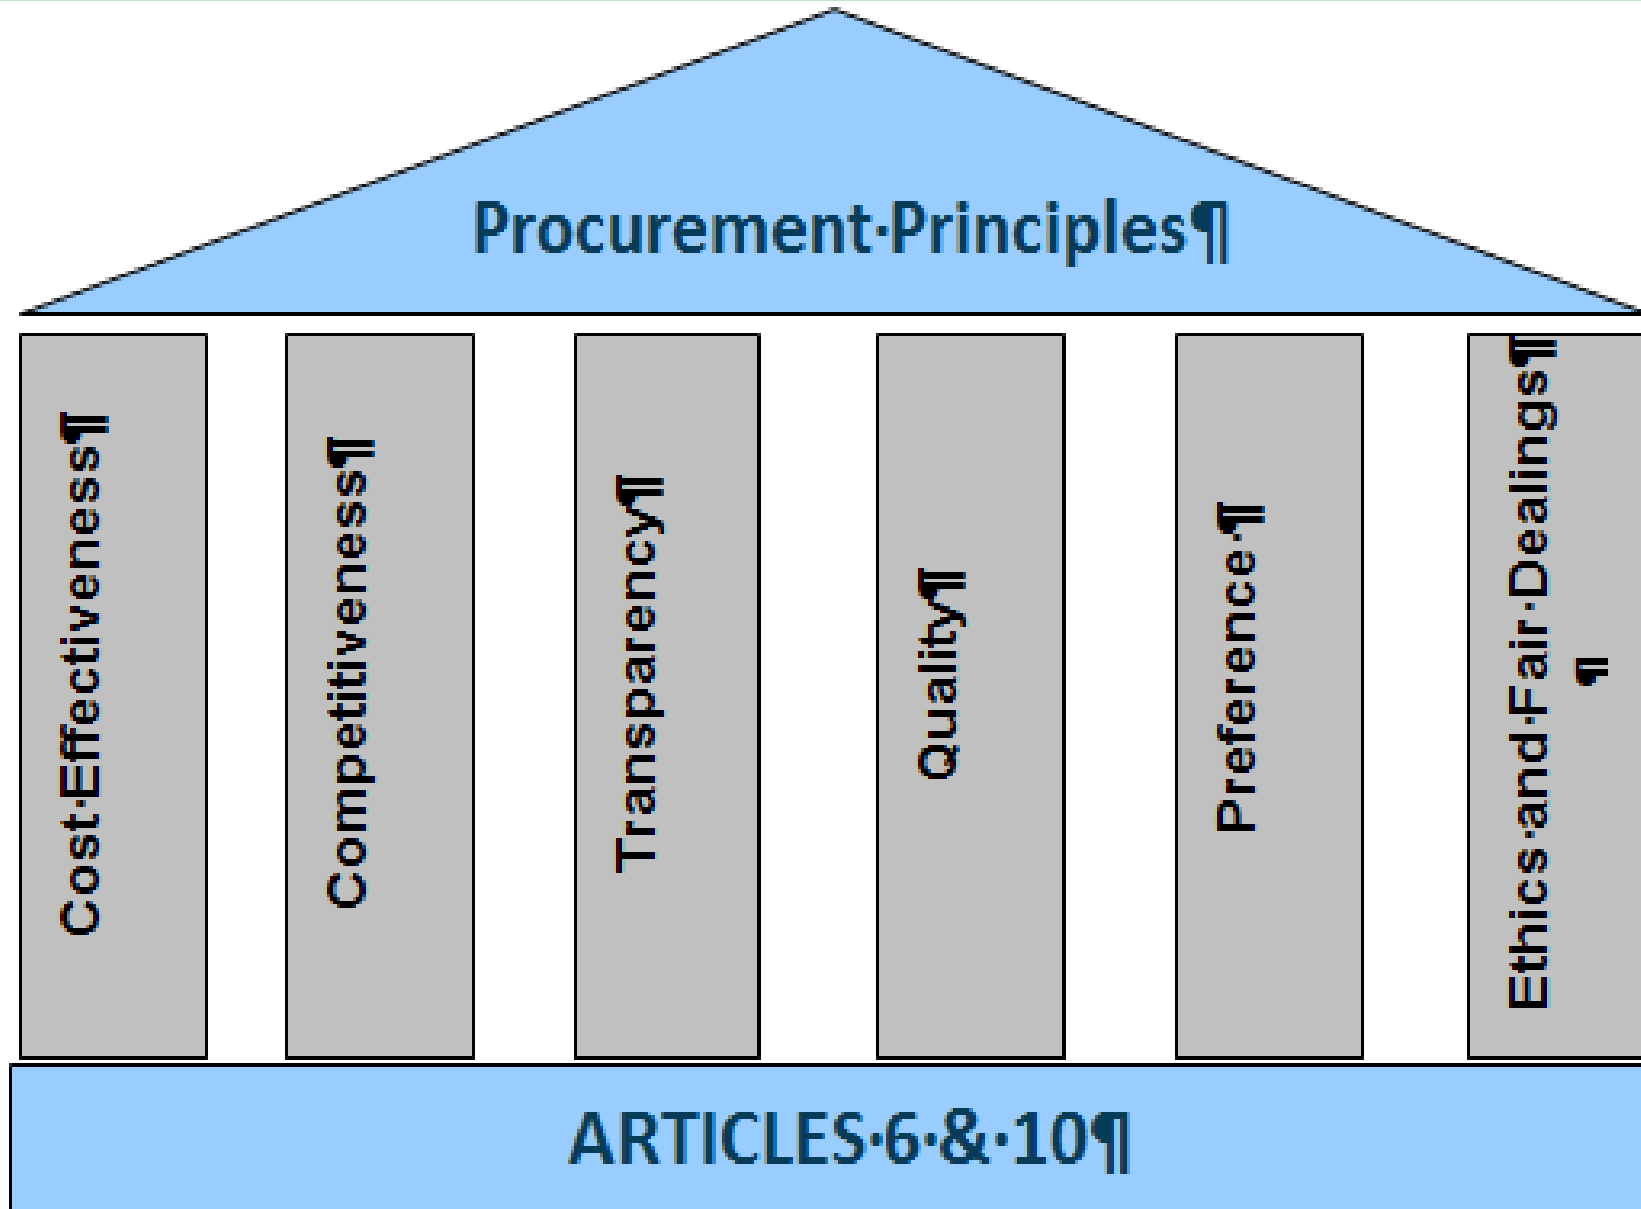 Procurement·Principles¶
Cost·Effectiveness¶
Competitiveness¶
Transparency¶
Quality¶
Preference·¶
Ethics·and·Fair·Dealings¶
¶
ARTICLES·6·&·10¶